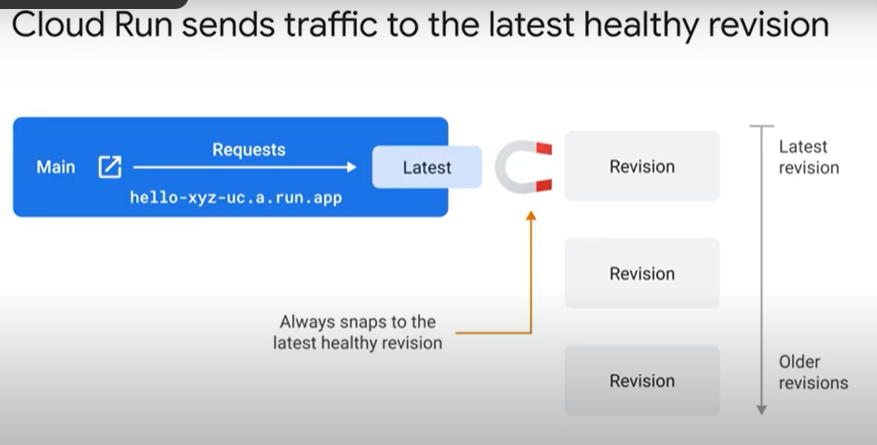 Cloud Run sends traffic to the latest healthy revision
Main
Requests
hello-xyz-uc.a.run.app
Latest
Revision
Latest
revision
Revision
Always snaps to the
latest healthy revision
Revision
Older
revisions